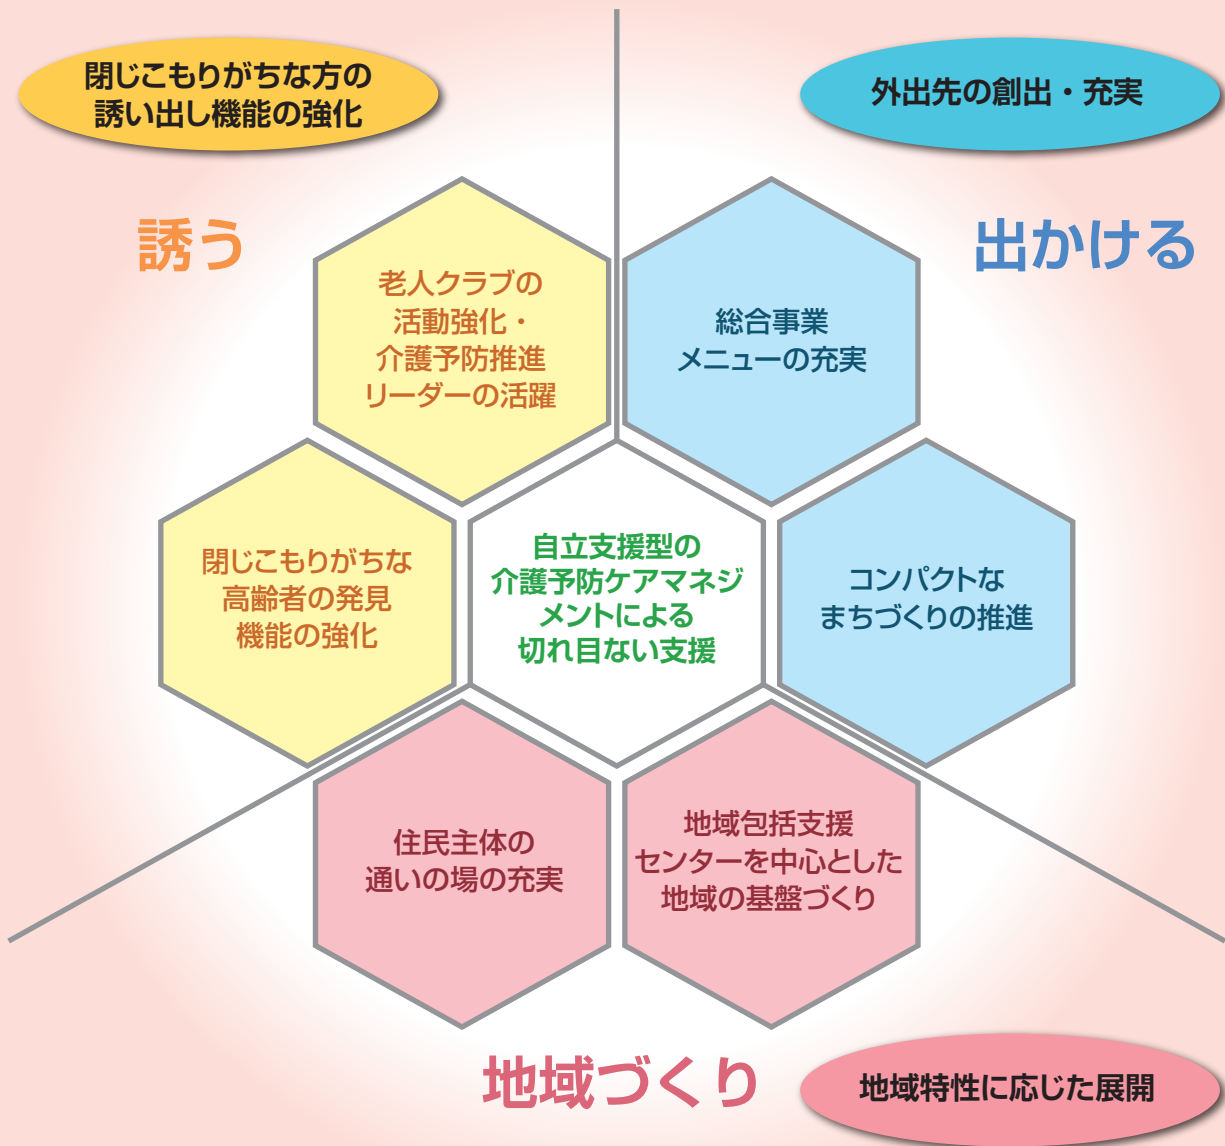 閉じこもりがちな方の
誘い出し機能の強化
外出先の創出・充実
誘う
出かける
老人クラブの
活動強化・
介護予防推進
リーダーの活躍
総合事業
メニューの充実
閉じこもりがちな
高齢者の発見
機能の強化
自立支援型の
介護予防ケアマネジ
メントによる
切れ目ない支援
コンパクトな
まちづくりの推進
住民主体の
通いの場の充実
地域包括支援
センターを中心とした
地域の基盤づくり
地域づくり
地域特性に応じた展開